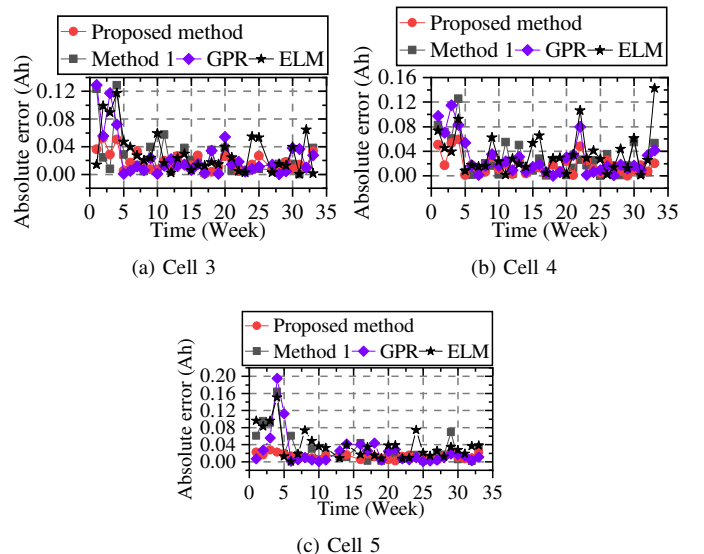 Proposed method
Method 1 GPR ELM
Absolute error (Ah)
0.12
0.08
0.04
0.00
0 5 10 15 20 25 30 35
Time (Week)
(a) Cell 3
Proposed method
Method 1 GPR ELM
Absolute error (Ah)
0.16
0.12
0.08
0.04
0.00
0 5 10 15 20 25 30 35
Time (Week)
(b) Cell 4
Proposed method
Method 1 GPR ELM
Absolute error (Ah)
0.20
0.16
0.12
0.08
0.04
0.00
0 5 10 15 20 25 30 35
Time (Week)
(c) Cell 5